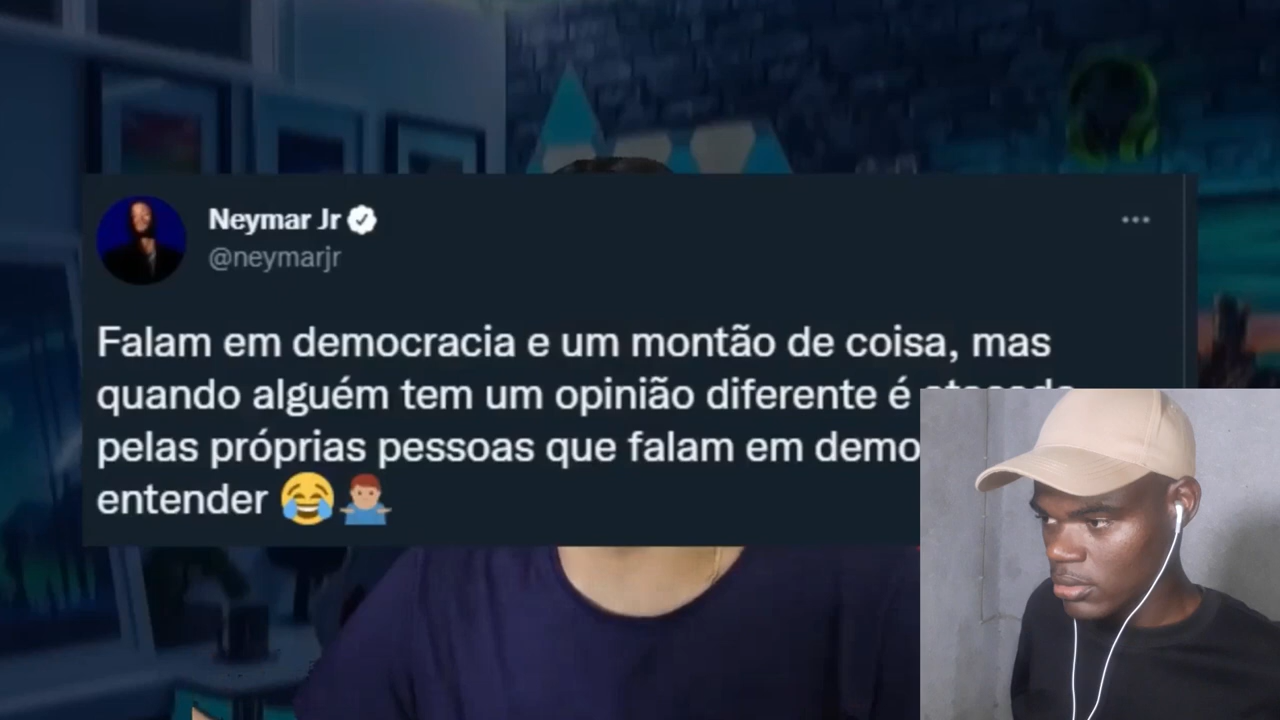 Neymar Jr
@neymarjr
Falam em democracia e um montão de coisa, mas
quando alguém tem um opinião diferente é
pelas próprias pessoas que falam em demo
entender 😂🤷🏽‍♂️